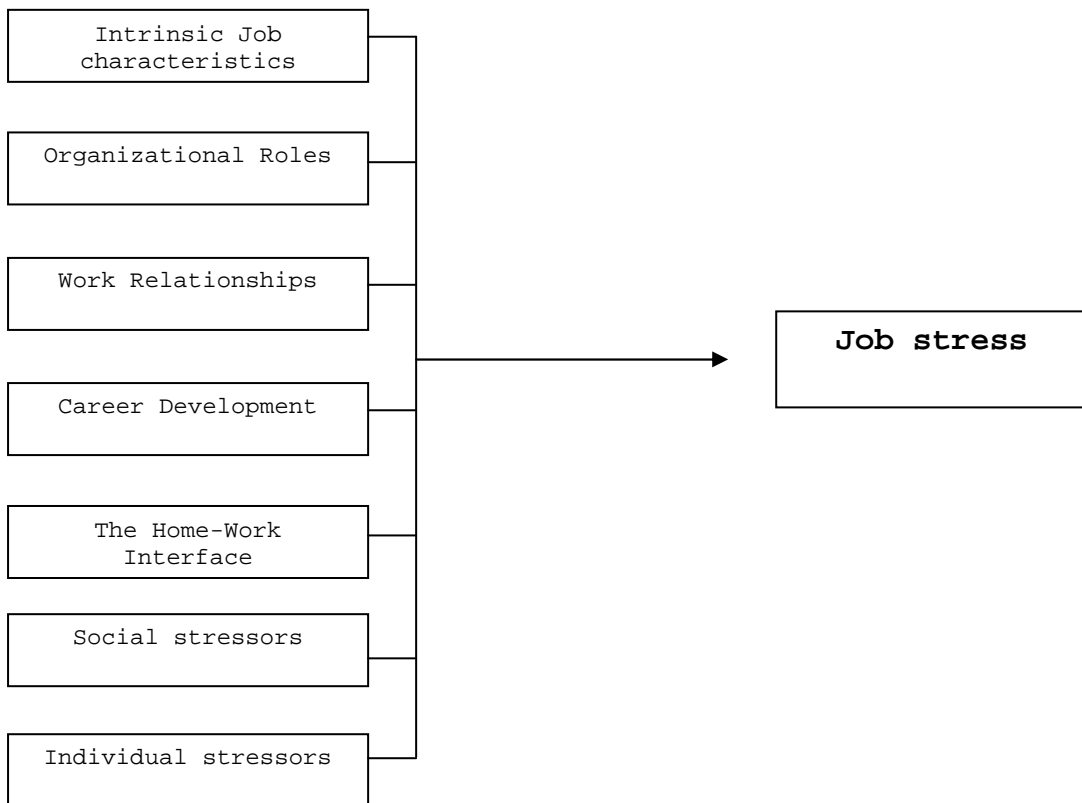 Intrinsic Job
characteristics
Organizational Roles
Work Relationships
Job stress
Career Development
The Home-Work
Interface
Social stressors
Individual stressors